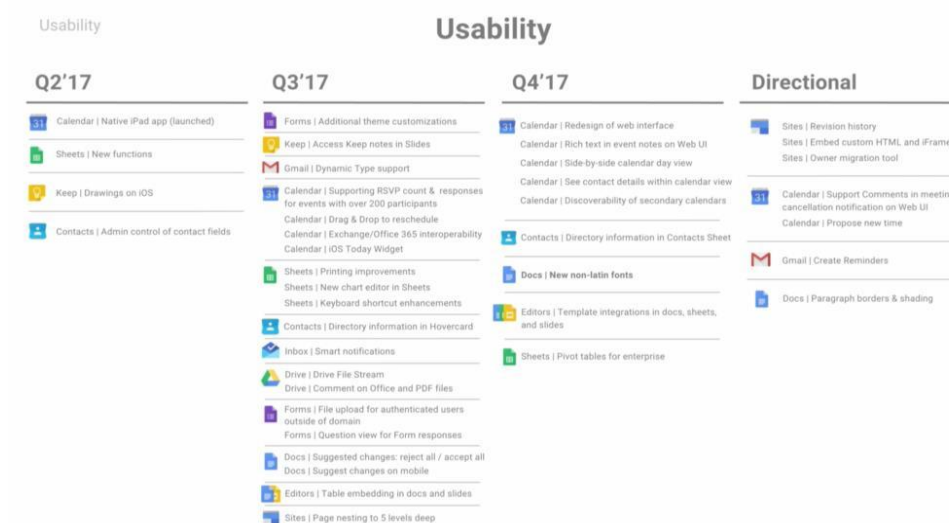 Usability
Usability
Q2'17
Calendar | Native iPad app (launched)
Sheets | New functions
Keep | Drawings on iOS
Contacts | Admin control of contact fields
Q3'17
Forms | Additional theme customizations
Keep | Access Keep notes in Slides
Gmail | Dynamic Type support
Calendar | Supporting RSVP count & responses
for events with over 200 participants
Calendar | Drag & Drop to reschedule
Calendar | Exchange/Office 365 interoperability
Calendar | iOS Today Widget
Sheets | Printing improvements
Sheets | New chart editor in Sheets
Sheets | Keyboard shortcut enhancements
Contacts | Directory information in Hovercard
Inbox | Smart notifications
Drive | Drive File Stream
Drive | Comment on Office and PDF files
Forms | File upload for authenticated users
outside of domain
Forms | Question view for Form responses
Docs | Suggested changes: reject all / accept all
Docs | Suggest changes on mobile
Editors | Table embedding in docs and slides
Sites | Page nesting to 5 levels deep
Q4'17
Calendar | Redesign of web interface
Calendar | Rich text in event notes on Web UI
Calendar | Side-by-side calendar day view
Calendar | See contact details within calendar view
Calendar | Discoverability of secondary calendars
Contacts | Directory information in Contacts Sheet
Docs | New non-latin fonts
Editors | Template integrations in docs, sheets,
and slides
Sheets | Pivot tables for enterprise
Directional
Sites | Revision history
Sites | Embed custom HTML and iFrame
Sites | Owner migration tool
Calendar | Support Comments in meetin
cancellation notification on Web UI
Calendar | Propose new time
Gmail | Create Reminders
Docs | Paragraph borders & shading